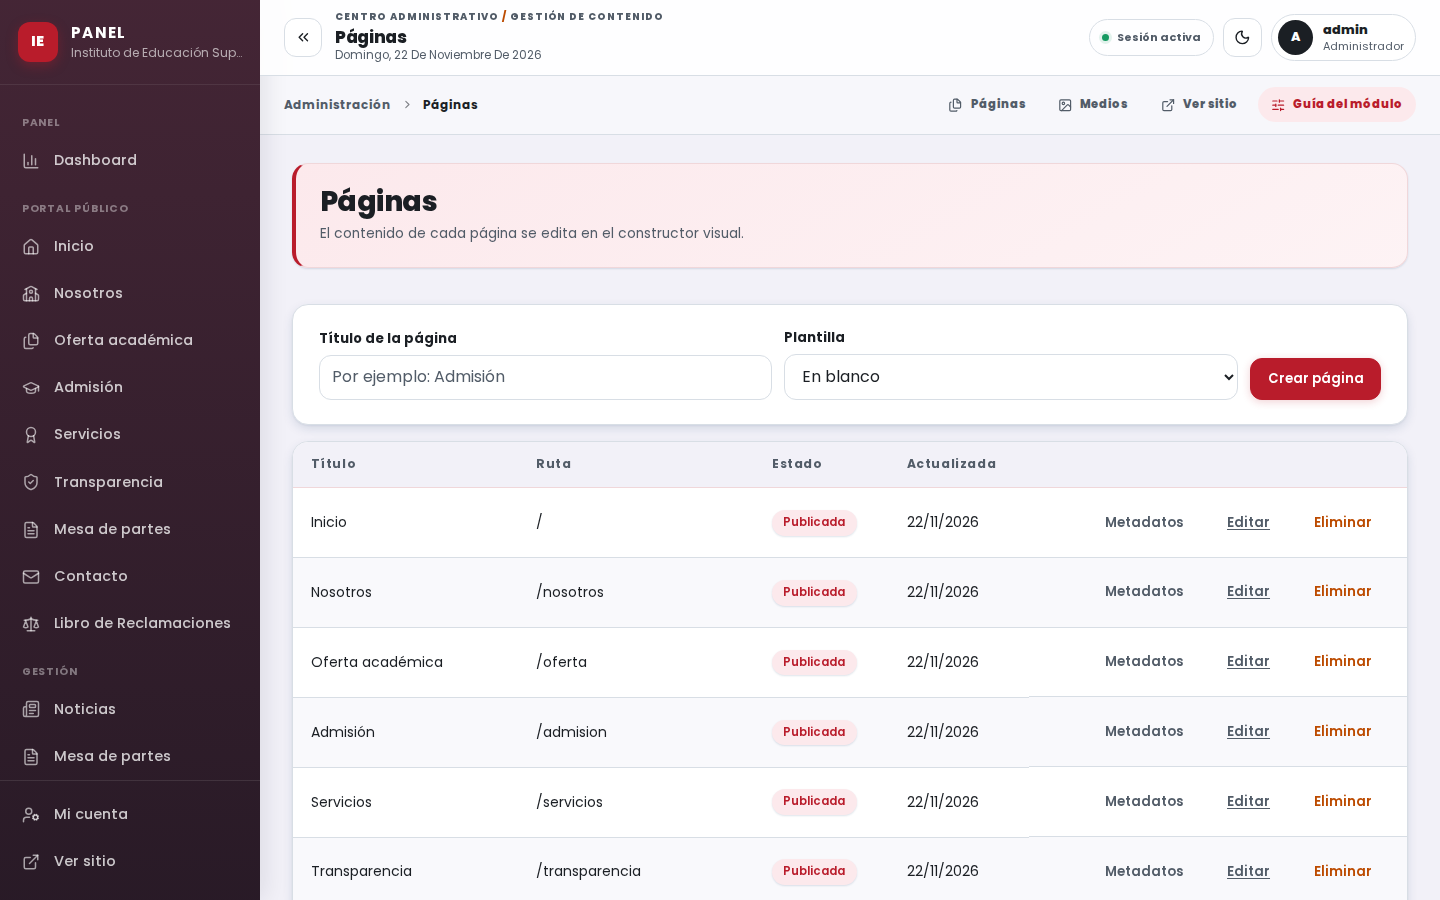 IE
PANEL
Instituto de Educación Sup...
PANEL
Dashboard
PORTAL PÚBLICO
Inicio
Nosotros
Oferta académica
Admisión
Servicios
Transparencia
Mesa de partes
Contacto
Libro de Reclamaciones
GESTIÓN
Noticias
Mesa de partes
Mi cuenta
Ver sitio
CENTRO ADMINISTRATIVO / GESTIÓN DE CONTENIDO
Páginas
Domingo, 22 De Noviembre De 2026
Sesión activa
A
admin
Administrador
Administración > Páginas
Páginas
Medios
Ver sitio
Guía del módulo
Páginas
El contenido de cada página se edita en el constructor visual.
Título de la página
Por ejemplo: Admisión
Plantilla
En blanco
Crear página
Título Ruta Estado Actualizada
Inicio / Publicada 22/11/2026 Metadatos Editar Eliminar
Nosotros /nosotros Publicada 22/11/2026 Metadatos Editar Eliminar
Oferta académica /oferta Publicada 22/11/2026 Metadatos Editar Eliminar
Admisión /admision Publicada 22/11/2026 Metadatos Editar Eliminar
Servicios /servicios Publicada 22/11/2026 Metadatos Editar Eliminar
Transparencia /transparencia Publicada 22/11/2026 Metadatos Editar Eliminar